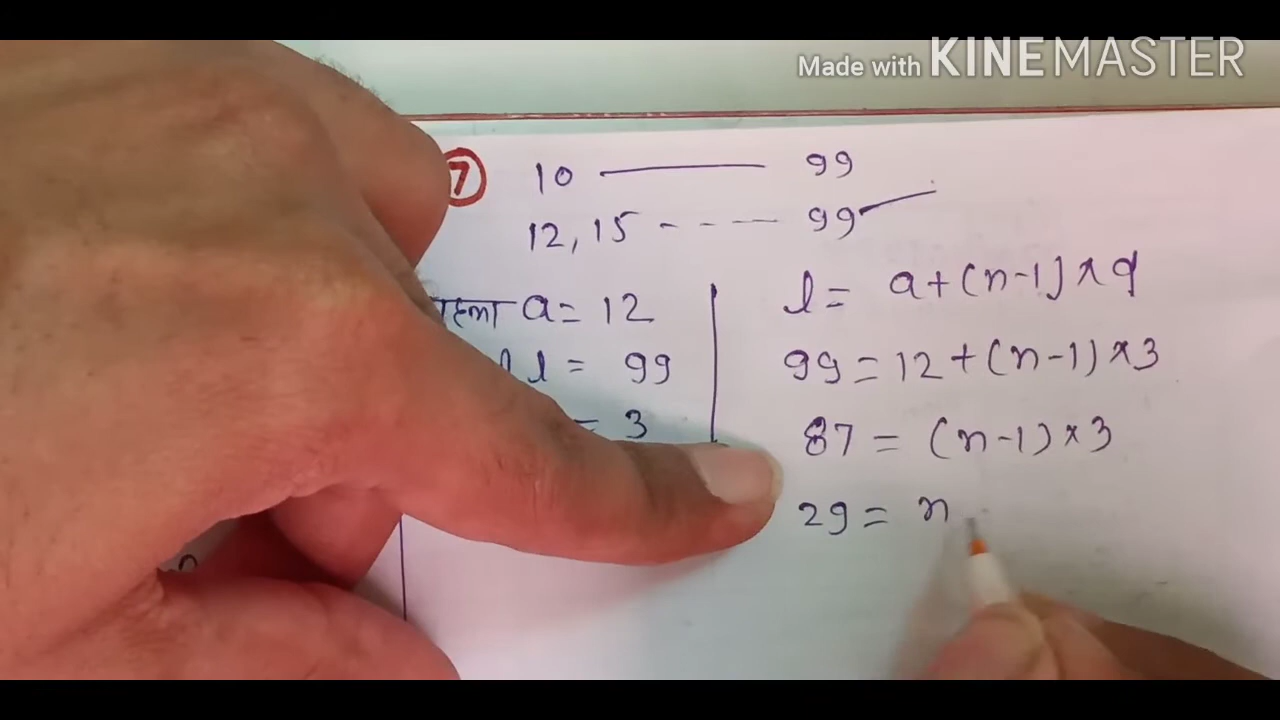 Made with KINEMASTER
7 10 —— 99
12, 15 - - - - 99
a = 12
l = 99
= 3
l = a + (n-1) × d
99 = 12 + (n-1) × 3
87 = (n-1) × 3
29 = n